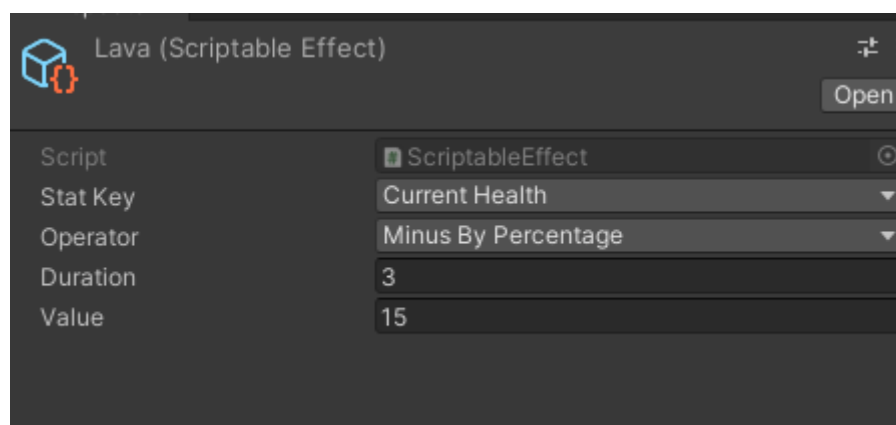 Lava (Scriptable Effect)
Open
Script ScriptableEffect
Stat Key Current Health
Operator Minus By Percentage
Duration 3
Value 15